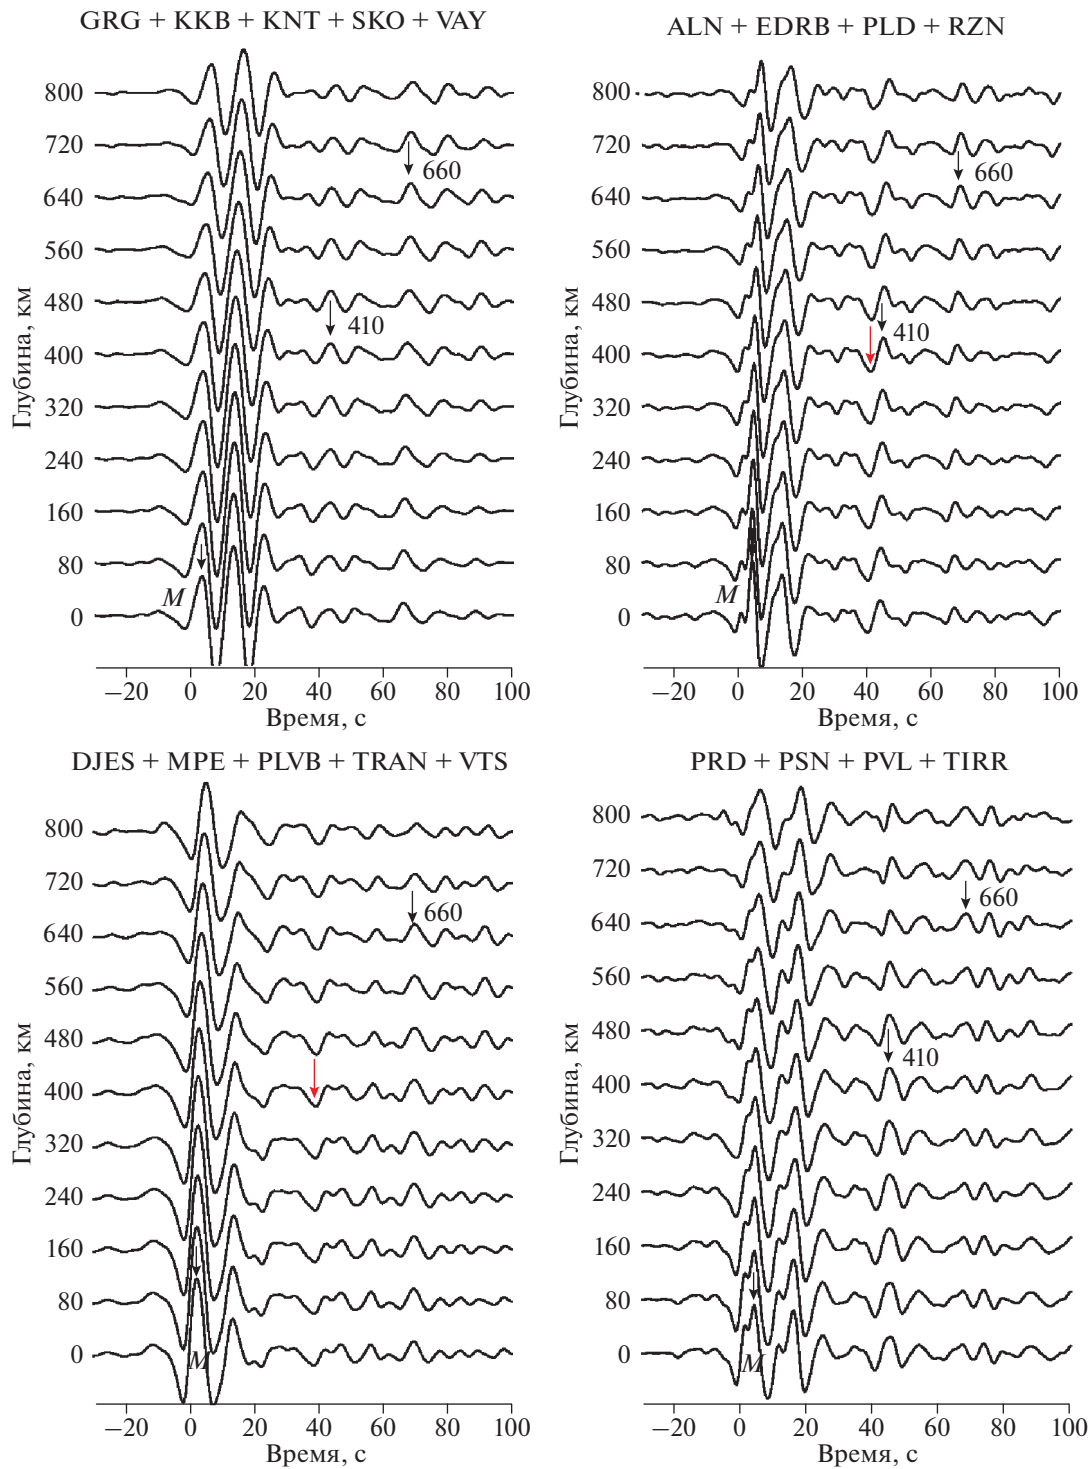 GRG + KKB + KNT + SKO + VAY
Глубина, км
800
720
640
560
480
400
320
240
160
80
0
660
410
M
−20 0 20 40 60 80 100
Время, с
ALN + EDRB + PLD + RZN
Глубина, км
800
720
640
560
480
400
320
240
160
80
0
660
410
M
−20 0 20 40 60 80 100
Время, с
DJES + MPE + PLVB + TRAN + VTS
Глубина, км
800
720
640
560
480
400
320
240
160
80
0
660
M
−20 0 20 40 60 80 100
Время, с
PRD + PSN + PVL + TIRR
Глубина, км
800
720
640
560
480
400
320
240
160
80
0
660
410
M
−20 0 20 40 60 80 100
Время, с